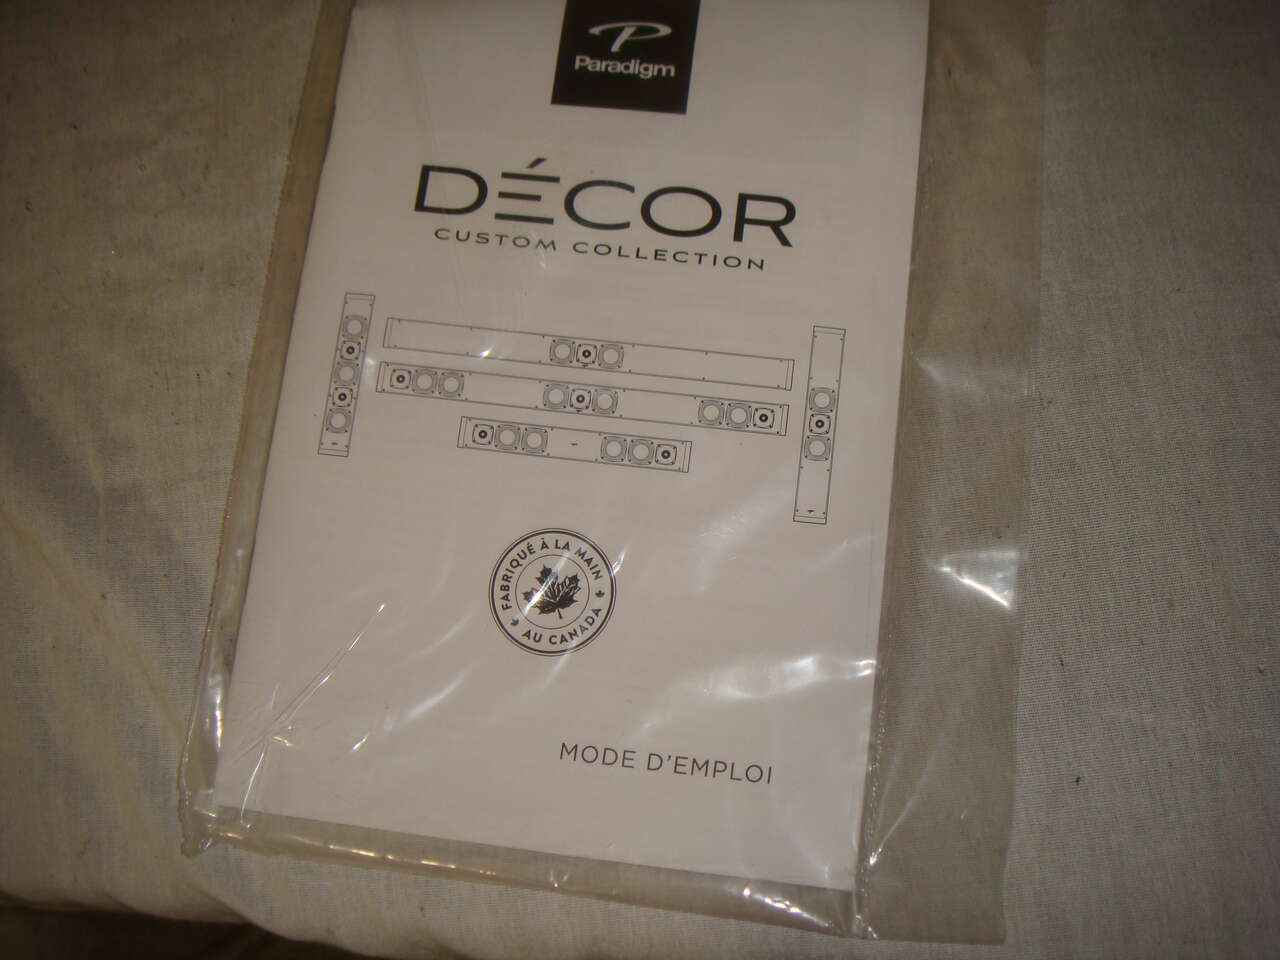 Paradigm
DÉCOR
CUSTOM COLLECTION
FABRIQUÉ À LA MAIN
AU CANADA
MODE D'EMPLOI